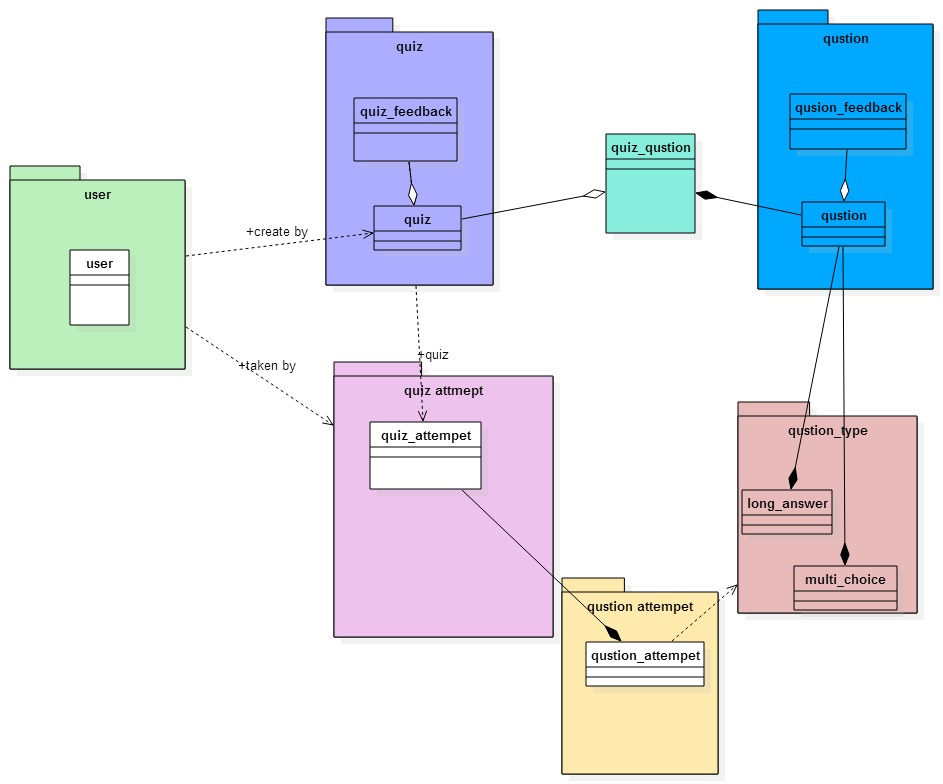 quiz
qustion
quiz_feedback
qusion_feedback
quiz_qustion
user
quiz
qustion
+create by
user
+quiz
+taken by
quiz attmept
quiz_attempet
qustion_type
long_answer
multi_choice
qustion attempet
qustion_attempet